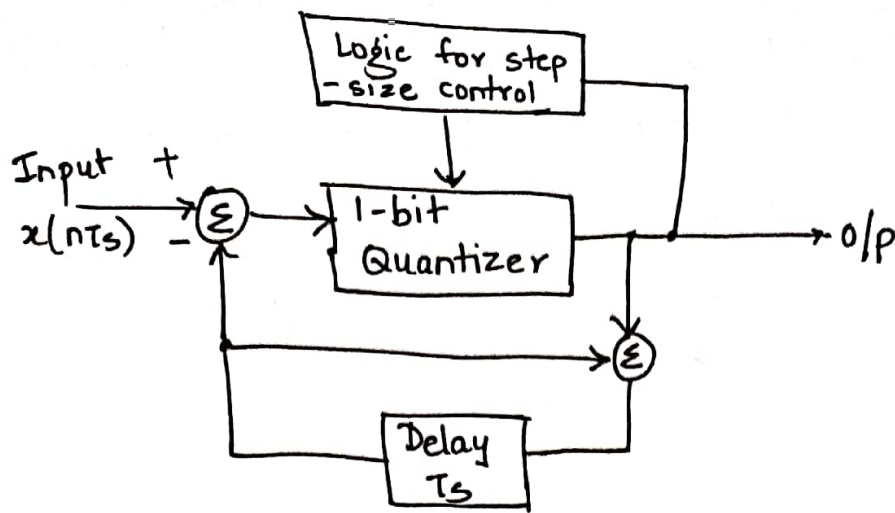 Logic for step
-size control
Input +
x(nTs) -
Σ
1-bit
Quantizer
O/P
Σ
Delay
Ts